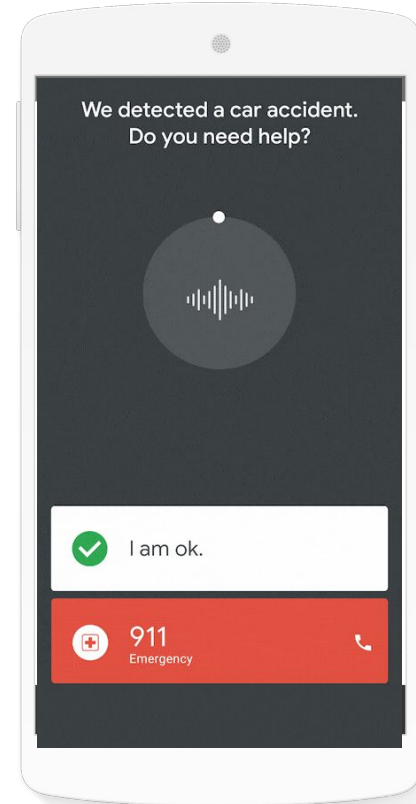 We detected a car accident.
Do you need help?
I am ok.
911
Emergency